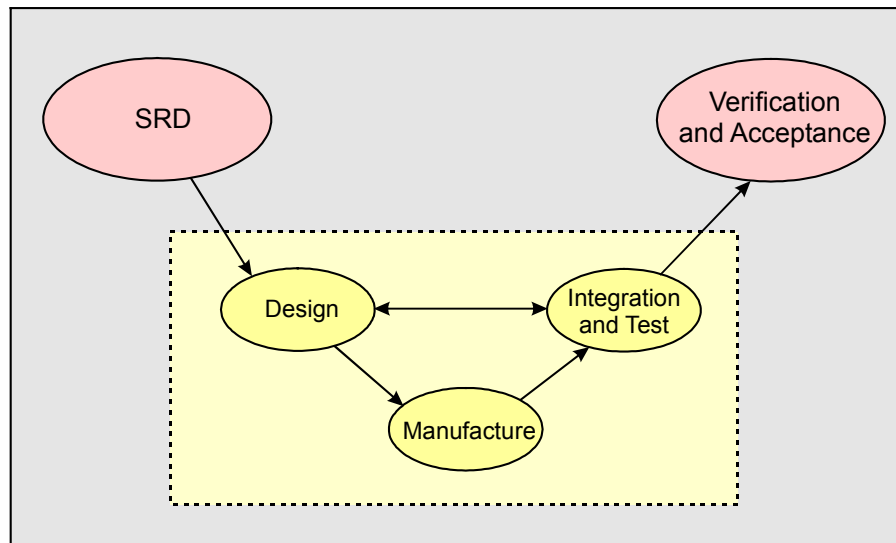 SRD
Verification
and Acceptance
Design
Integration
and Test
Manufacture